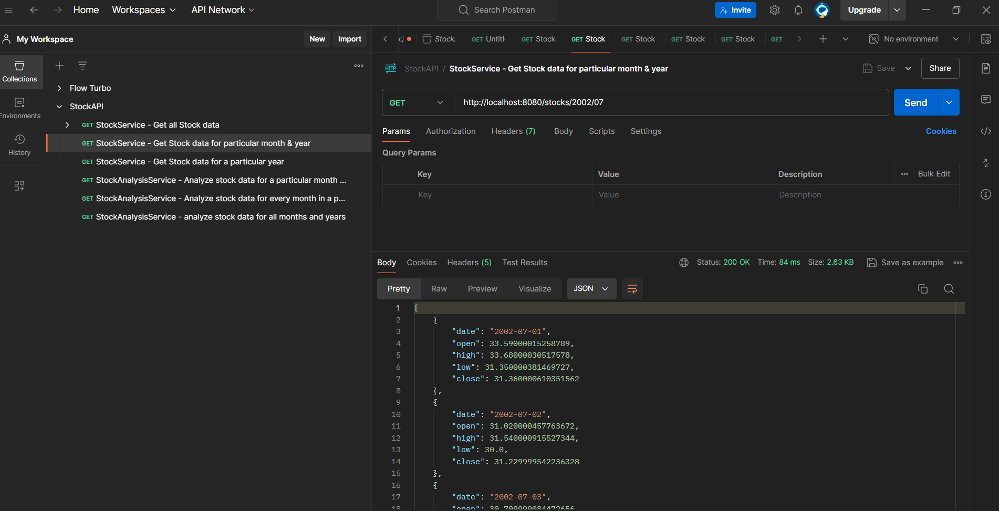 Home Workspaces API Network Search Postman Invite Upgrade
My Workspace New Import
Stock GET Untitl GET Stock GET Stock GET Stock GET Stock GET Stock GET No environment
Collections
Environments
History
Flow Turbo
StockAPI
GET StockService - Get all Stock data
GET StockService - Get Stock data for particular month & year
GET StockService - Get Stock data for a particular year
GET StockAnalysisService - Analyze stock data for a particular month ...
GET StockAnalysisService - Analyze stock data for every month in a p...
GET StockAnalysisService - analyze stock data for all months and years
HTTP StockAPI / StockService - Get Stock data for particular month & year Save Share
GET http://localhost:8080/stocks/2002/07 Send
Params Authorization Headers (7) Body Scripts Settings Cookies
Query Params
Key Value Description Bulk Edit
Key Value Description
Body Cookies Headers (5) Test Results Status: 200 OK Time: 84 ms Size: 2.63 KB Save as example
Pretty Raw Preview Visualize JSON
1 [
2 {
3 "date": "2002-07-01",
4 "open": 33.59000015258789,
5 "high": 33.68000030517578,
6 "low": 31.350000381469727,
7 "close": 31.360000610351562
8 },
9 {
10 "date": "2002-07-02",
11 "open": 31.020000457763672,
12 "high": 31.540000915527344,
13 "low": 30.0,
14 "close": 31.229999542236328
15 },
16 {
17 "date": "2002-07-03",
18 "open": 30.709999084472656